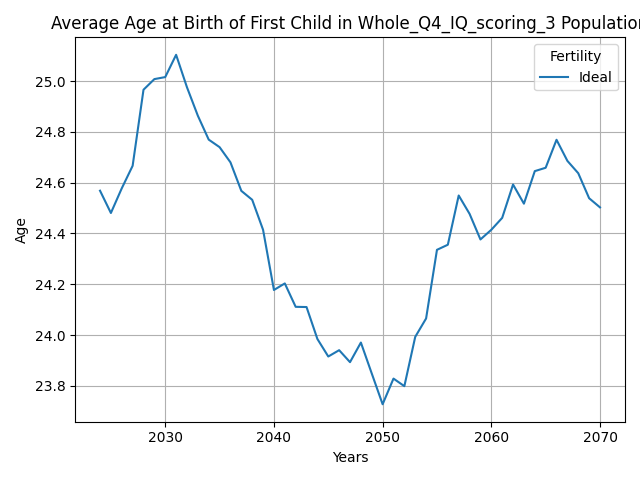 Average Age at Birth of First Child in Whole_Q4_IQ_scoring_3 Population
Fertility
Ideal
Age
25.0
24.8
24.6
24.4
24.2
24.0
23.8
2030 2040 2050 2060 2070
Years